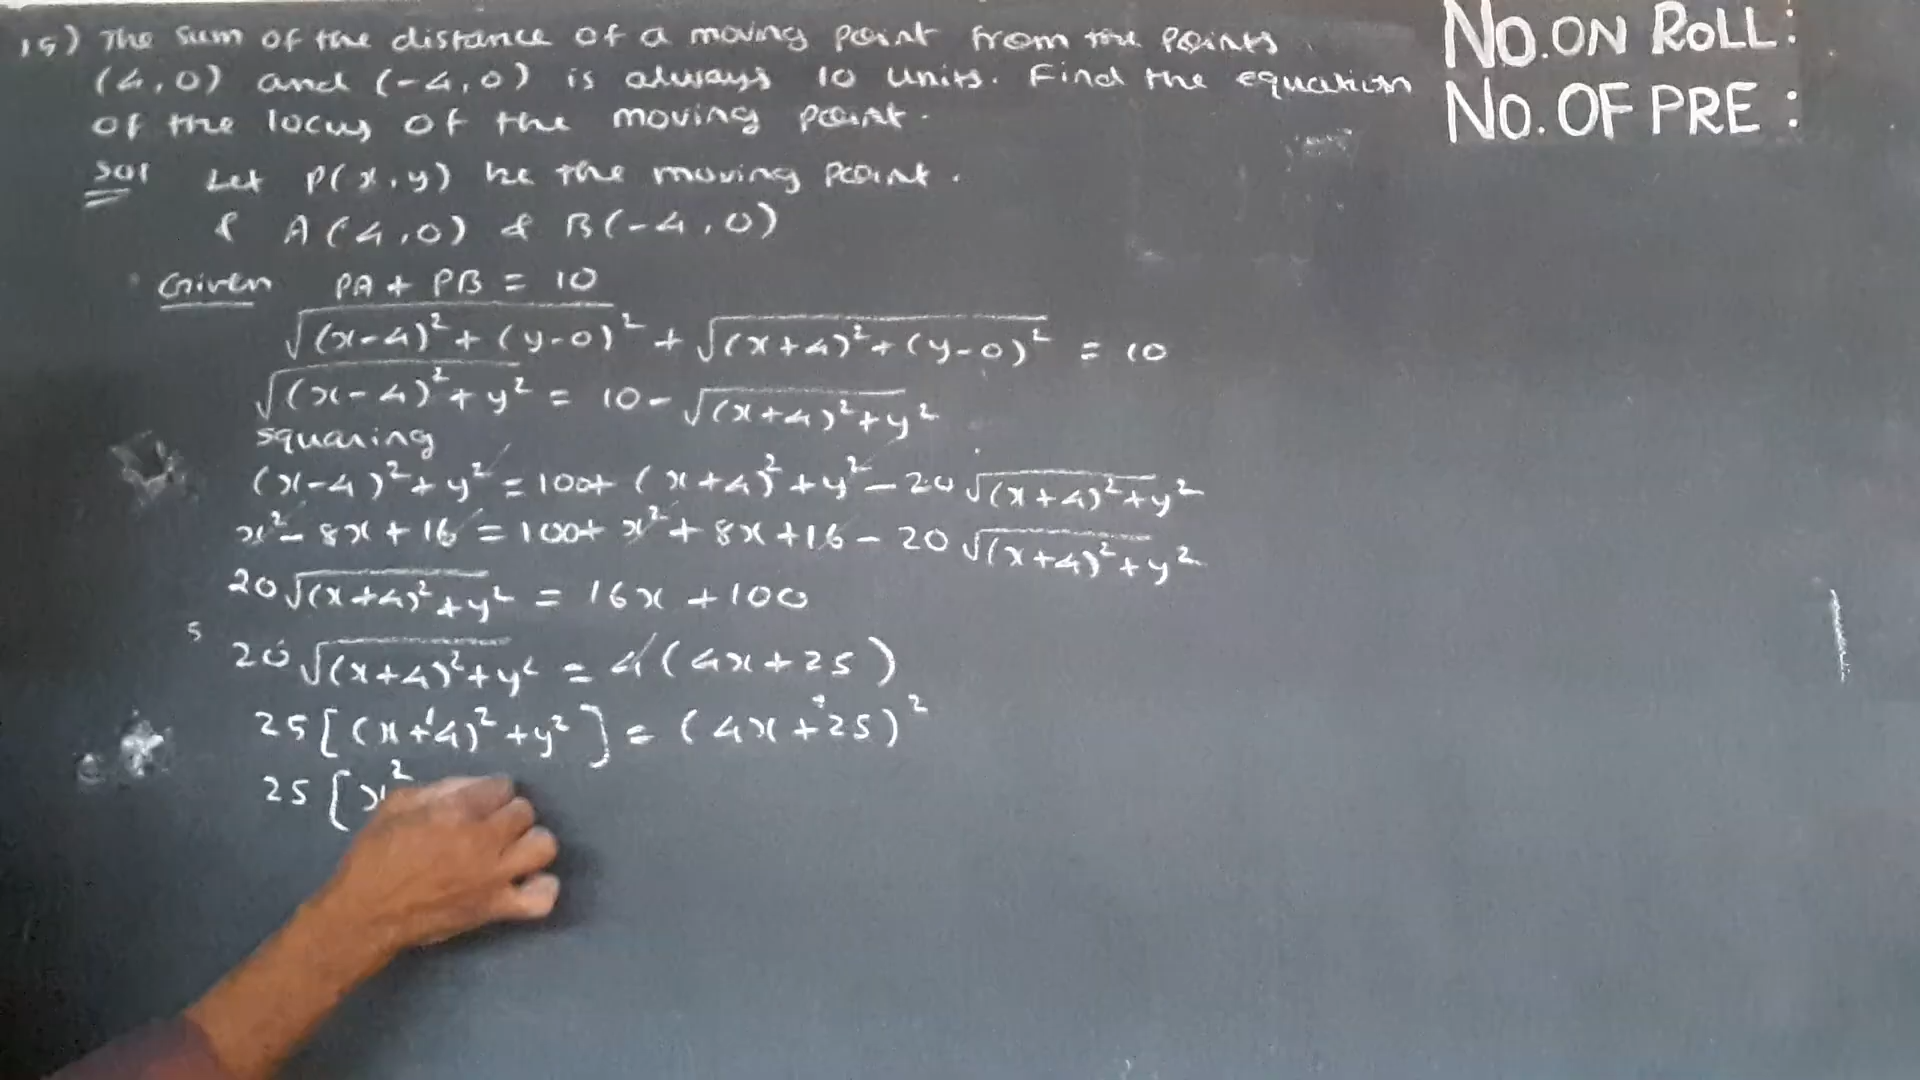 15) The sum of the distance of a moving point from the points
(4,0) and (-4,0) is always 10 units. Find the equation
of the locus of the moving point.
Sol Let P(x,y) be the moving point.
& A(4,0) & B(-4,0)
Given PA + PB = 10
√(x-4)² + (y-0)² + √(x+4)² + (y-0)² = 10
√(x-4)² + y² = 10 - √(x+4)² + y²
squaring
(x-4)² + y² = 100 + (x+4)² + y² - 20 √(x+4)² + y²
x² - 8x + 16 = 100 + x² + 8x + 16 - 20 √(x+4)² + y²
20 √(x+4)² + y² = 16x + 100
5
20 √(x+4)² + y² = 4(4x + 25)
25[(x+4)² + y²] = (4x + 25)²
25[x²
NO. ON ROLL:
NO. OF PRE :